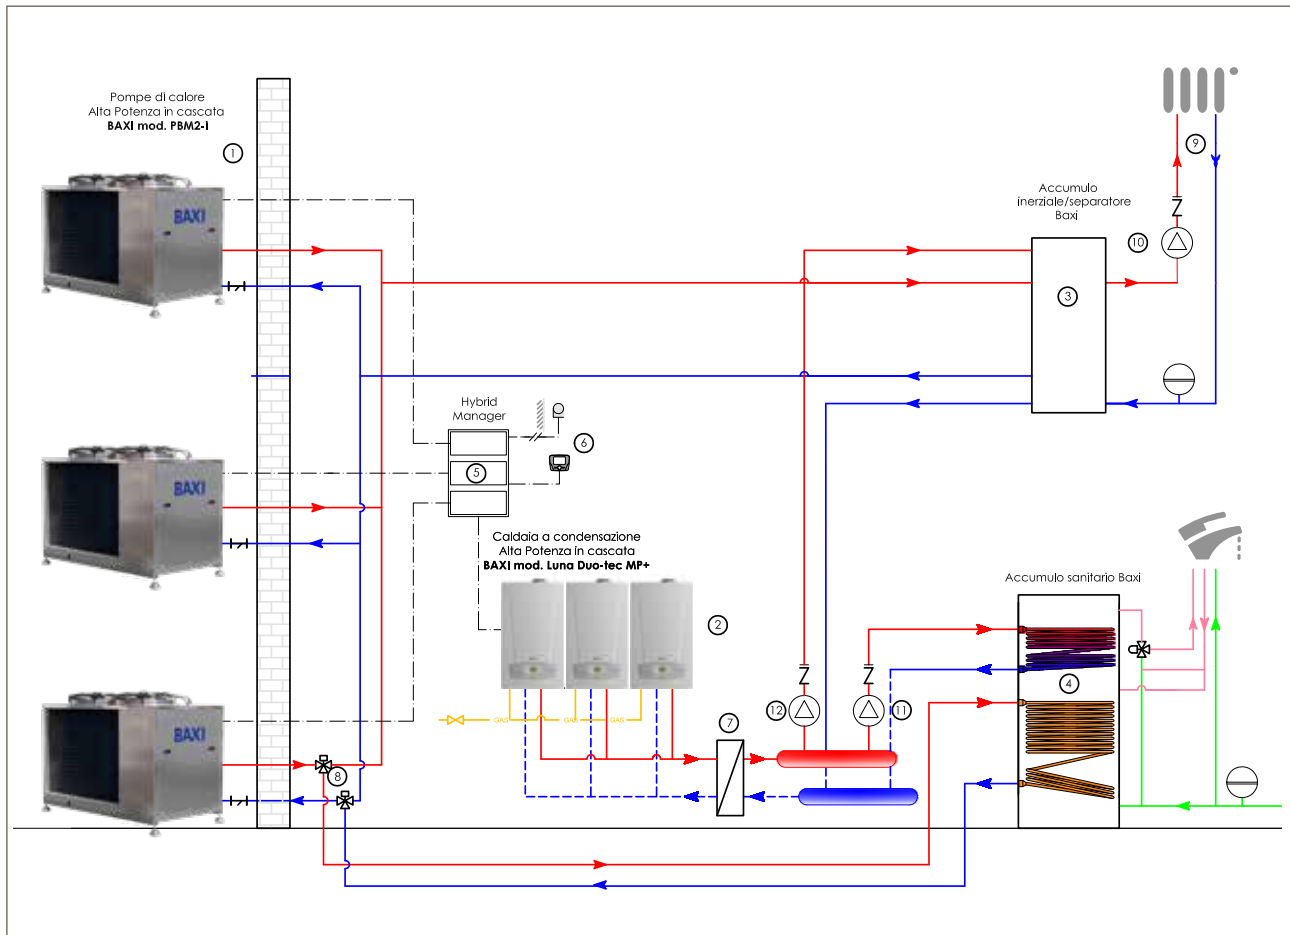 Pompe di calore
Alta Potenza in cascata
BAXI mod. PBM2-i
1
BAXI
Accumulo
inerziale/separatore
Baxi
9
10
3
Hybrid
Manager
6
5
BAXI
Caldaia a condensazione
Alta Potenza in cascata
BAXI mod. Luna Duo-tec MP+
2
Accumulo sanitario Baxi
4
12
11
7
GAS
GAS
GAS
BAXI
8